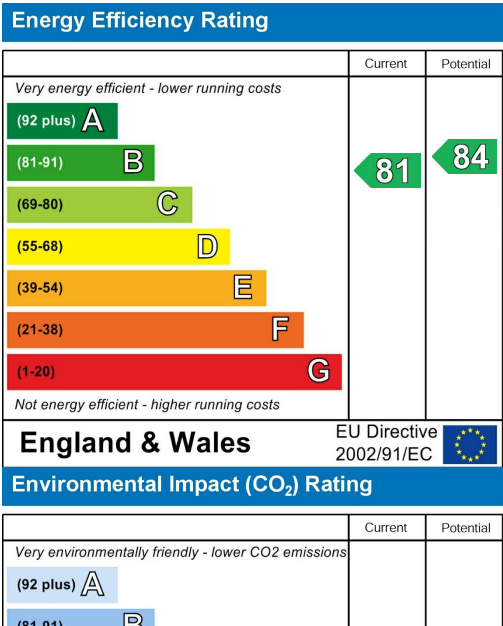 Energy Efficiency Rating
Current Potential
Very energy efficient - lower running costs
(92 plus) A
(81-91) B
81 84
(69-80) C
(55-68) D
(39-54) E
(21-38) F
(1-20) G
Not energy efficient - higher running costs
England & Wales
EU Directive
2002/91/EC
Environmental Impact (CO₂) Rating
Current Potential
Very environmentally friendly - lower CO2 emissions
(92 plus) A
(81-91) B